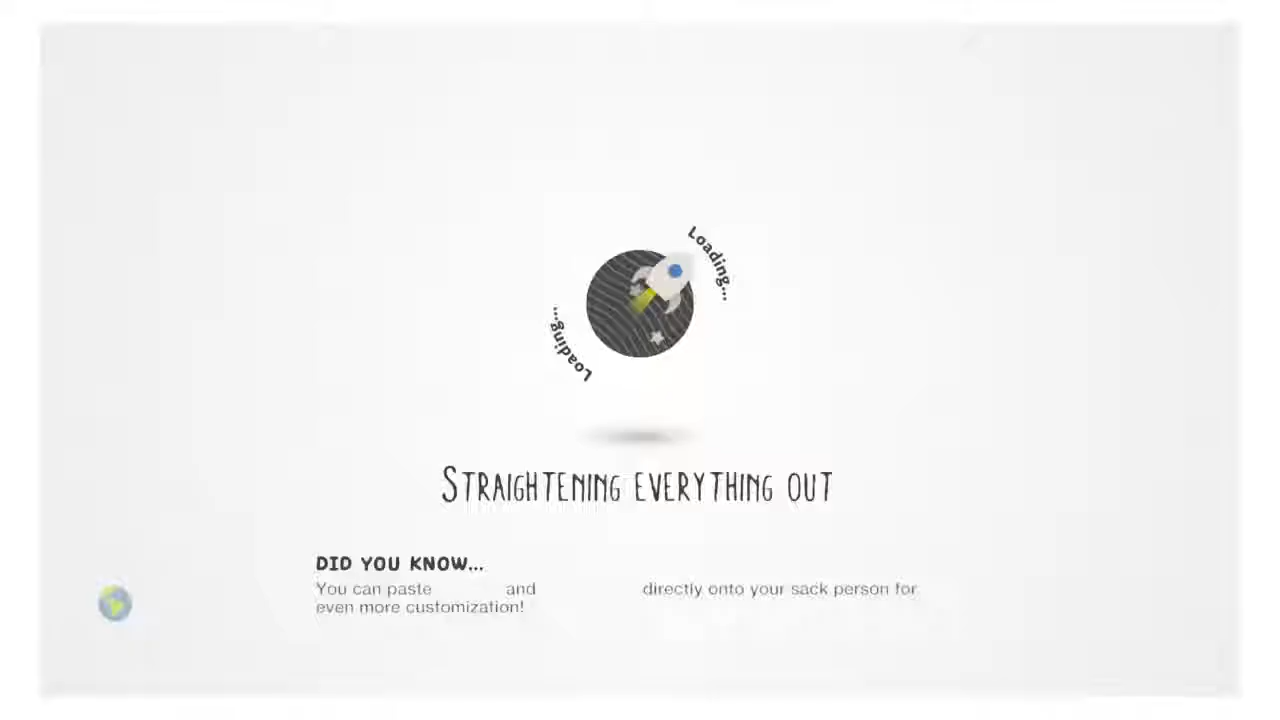 Loading...
Loading...
STRAIGHTENING EVERYTHING OUT
DID YOU KNOW...
You can paste and directly onto your sack person for
even more customization!